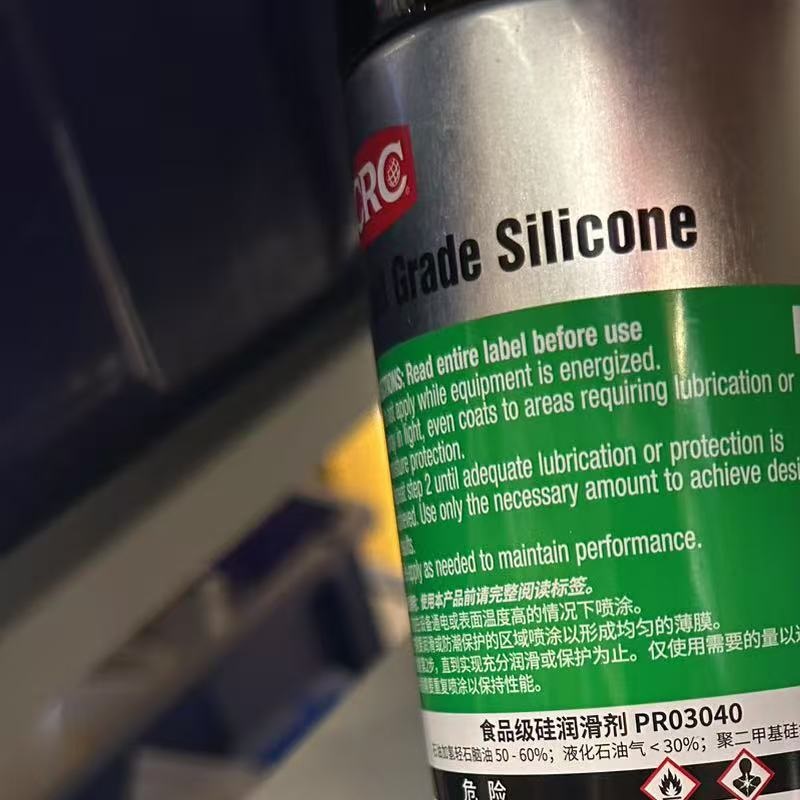 CRC
Grade Silicone
Read entire label before use
apply while equipment is energized.
in light, even coats to areas requiring lubrication or
protection.
step 2 until adequate lubrication or protection is
Use only the necessary amount to achieve
as needed to maintain performance.
使用本产品前请完整阅读标签。
设备通电或表面温度高的情况下喷涂。
润滑或防潮保护的区域喷涂以形成均匀的薄膜。
直到实现充分润滑或保护为止。仅使用需要的量以
重复喷涂以保持性能。
食品级硅润滑剂 PR03040
加氢轻石脑油 50 - 60%；液化石油气 < 30%；聚二甲基硅
危 险